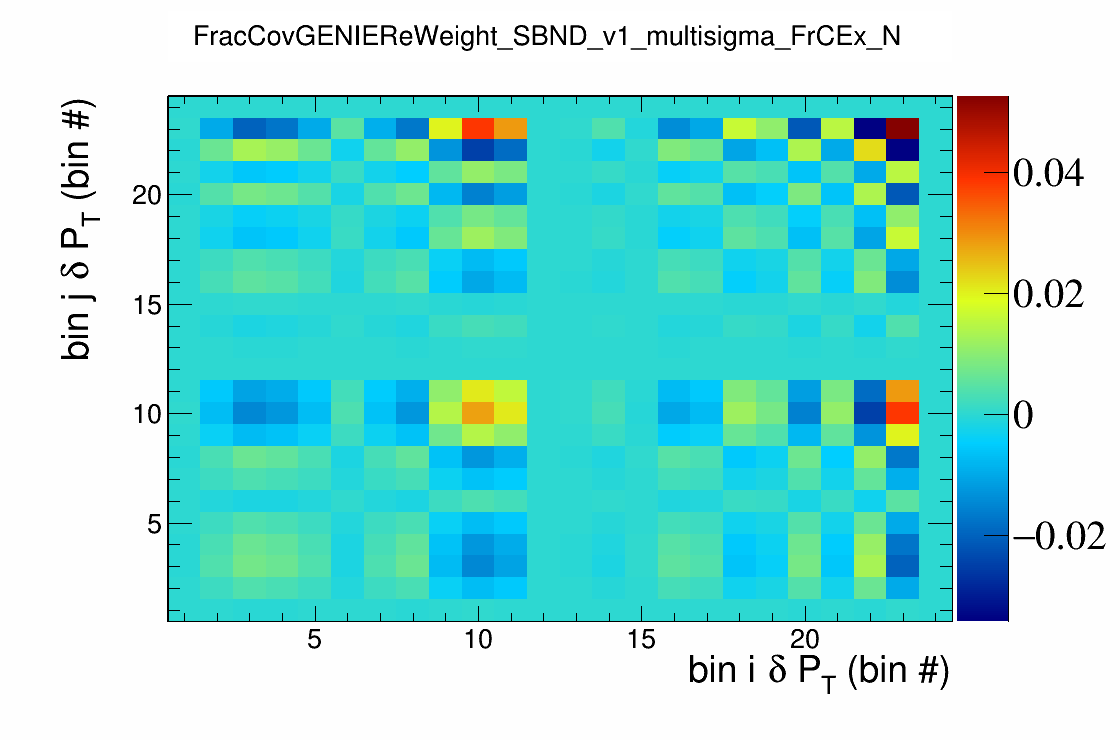 FracCovGENIEReWeight_SBND_v1_multisigma_FrCEx_N
bin j δ P_T (bin #)
20
15
10
5
5 10 15 20
bin i δ P_T (bin #)
0.04
0.02
0
−0.02